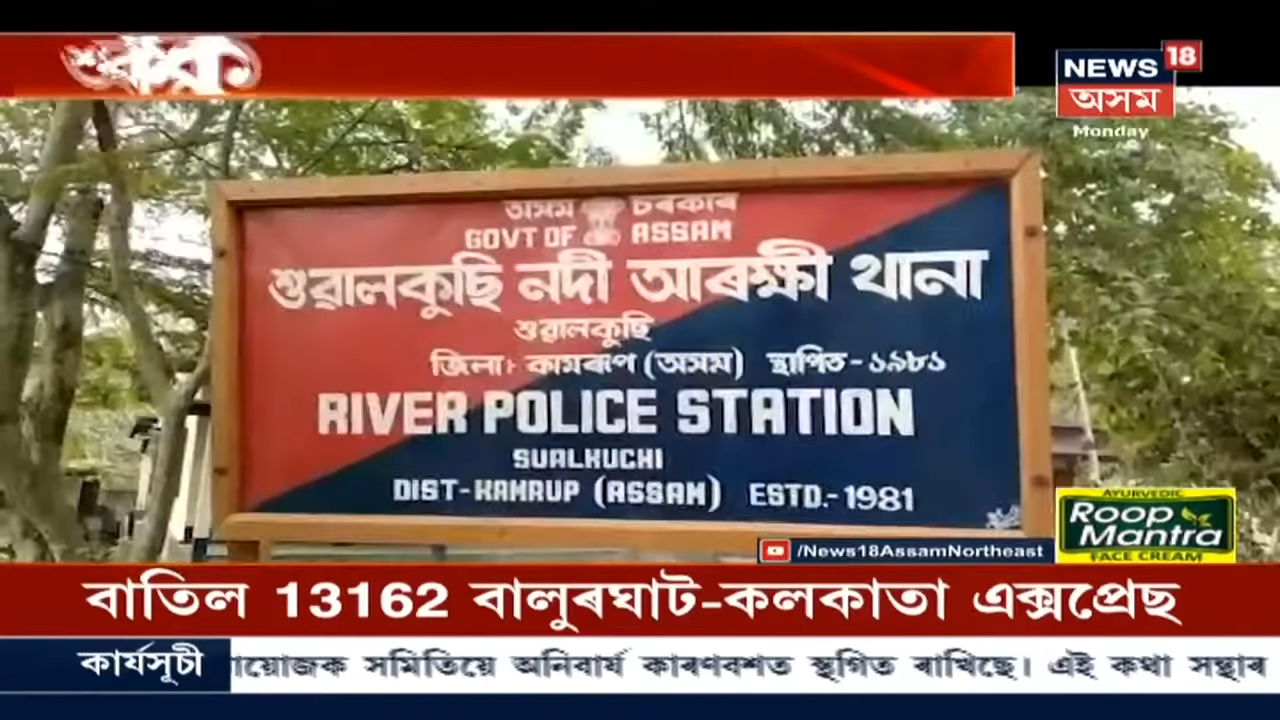 NEWS 18
অসম
Monday
অসম চৰকাৰ
GOVT OF ASSAM
শুৱালকুছি নদী আৰক্ষী থানা
শুৱালকুছি
জিলাঃ কামৰূপ (অসম) স্থাপিত-১৯৮১
RIVER POLICE STATION
SUALKUCHI
DIST-KAMRUP (ASSAM) ESTD.-1981
AYURVEDIC
Roop
Mantra
FACE CREAM
/News18AssamNortheast
বাতিল 13162 বালুৰঘাট-কলকাতা এক্সপ্ৰেছ
কাৰ্যসূচী
য়োজক সমিতিয়ে অনিবাৰ্য কাৰণবশত স্থগিত ৰাখিছে। এই কথা সন্থাৰ